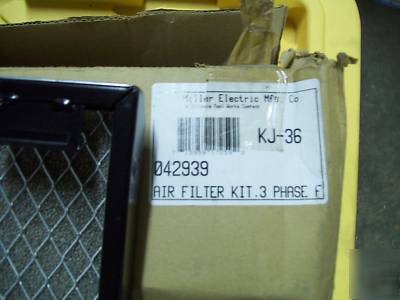 Miller Electric Mfg. Co
KJ-36
042939
AIR FILTER KIT.3 PHASE F